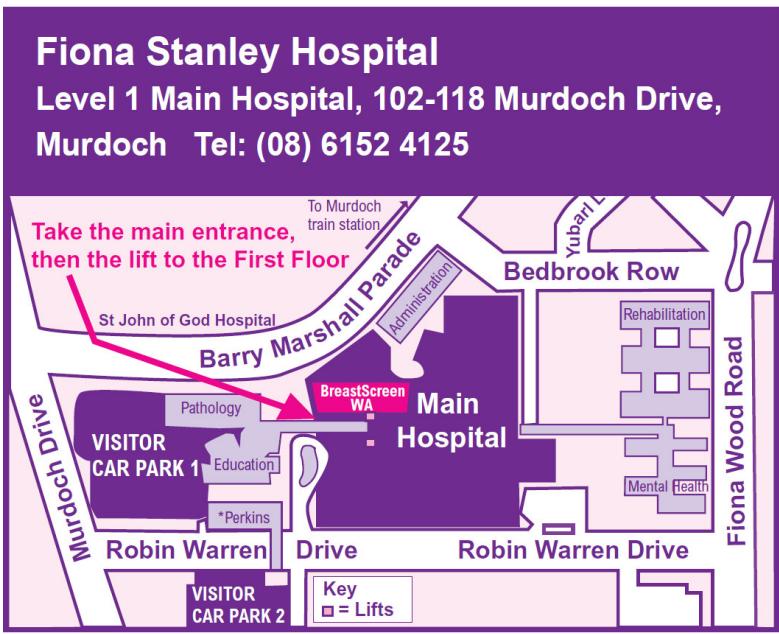 Fiona Stanley Hospital
Level 1 Main Hospital, 102-118 Murdoch Drive,
Murdoch Tel: (08) 6152 4125
To Murdoch
train station
Take the main entrance,
then the lift to the First Floor
Yubarl L
Bedbrook Row
Administration
Rehabilitation
St John of God Hospital
Barry Marshall Parade
BreastScreen
WA
Main
Hospital
Pathology
VISITOR
CAR PARK 1
Education
Murdoch Drive
Fiona Wood Road
Mental Health
*Perkins
Robin Warren Drive
Robin Warren Drive
VISITOR
CAR PARK 2
Key
= Lifts